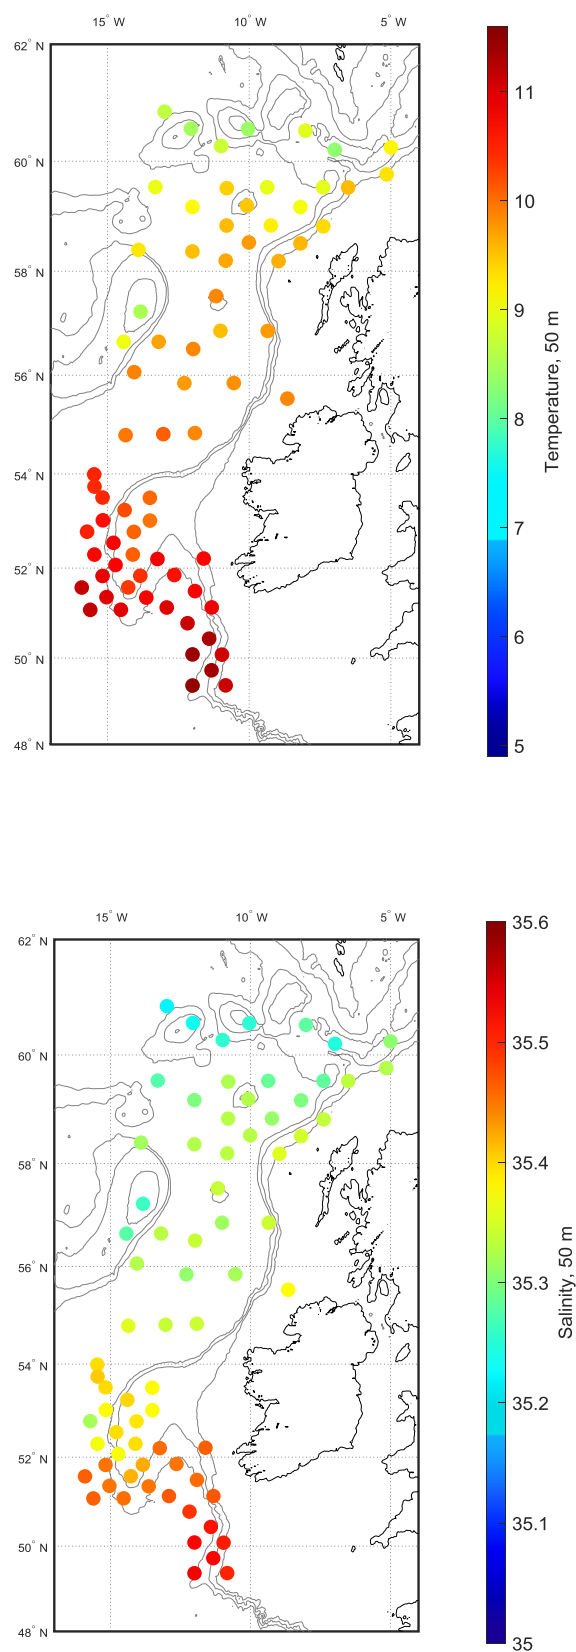 15° W 10° W 5° W
62° N
60° N
58° N
56° N
54° N
52° N
50° N
48° N
11
10
9
8
7
6
5
Temperature, 50 m
15° W 10° W 5° W
62° N
60° N
58° N
56° N
54° N
52° N
50° N
48° N
35.6
35.5
35.4
35.3
35.2
35.1
35
Salinity, 50 m